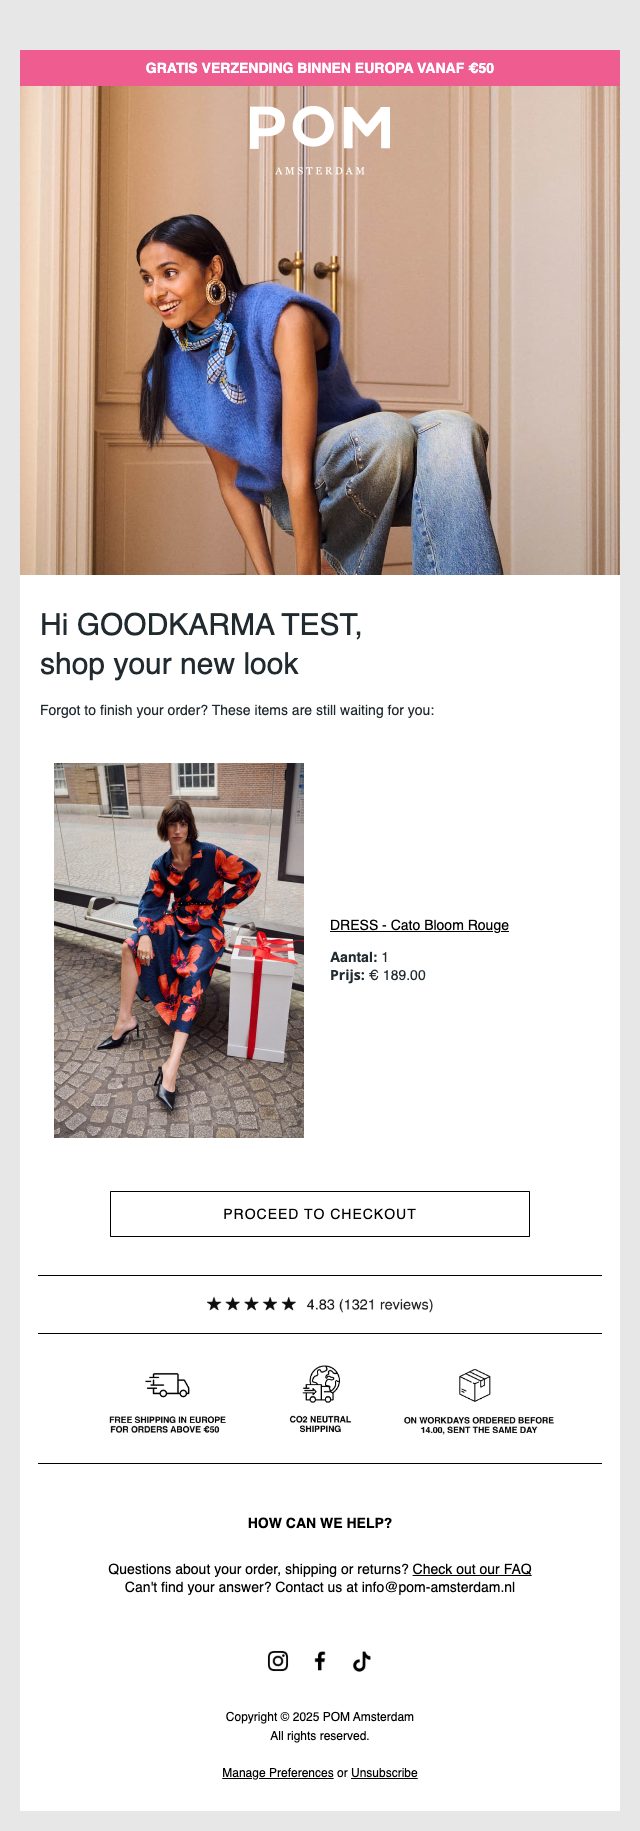 GRATIS VERZENDING BINNEN EUROPA VANAF €50
POM
AMSTERDAM
Hi GOODKARMA TEST,
shop your new look
Forgot to finish your order? These items are still waiting for you:
DRESS - Cato Bloom Rouge
Aantal: 1
Prijs: € 189.00
PROCEED TO CHECKOUT
★★★★★ 4.83 (1321 reviews)
FREE SHIPPING IN EUROPE
FOR ORDERS ABOVE €50
CO2 NEUTRAL
SHIPPING
ON WORKDAYS ORDERED BEFORE
14.00, SENT THE SAME DAY
HOW CAN WE HELP?
Questions about your order, shipping or returns? Check out our FAQ
Can't find your answer? Contact us at info@pom-amsterdam.nl
Copyright © 2025 POM Amsterdam
All rights reserved.
Manage Preferences or Unsubscribe